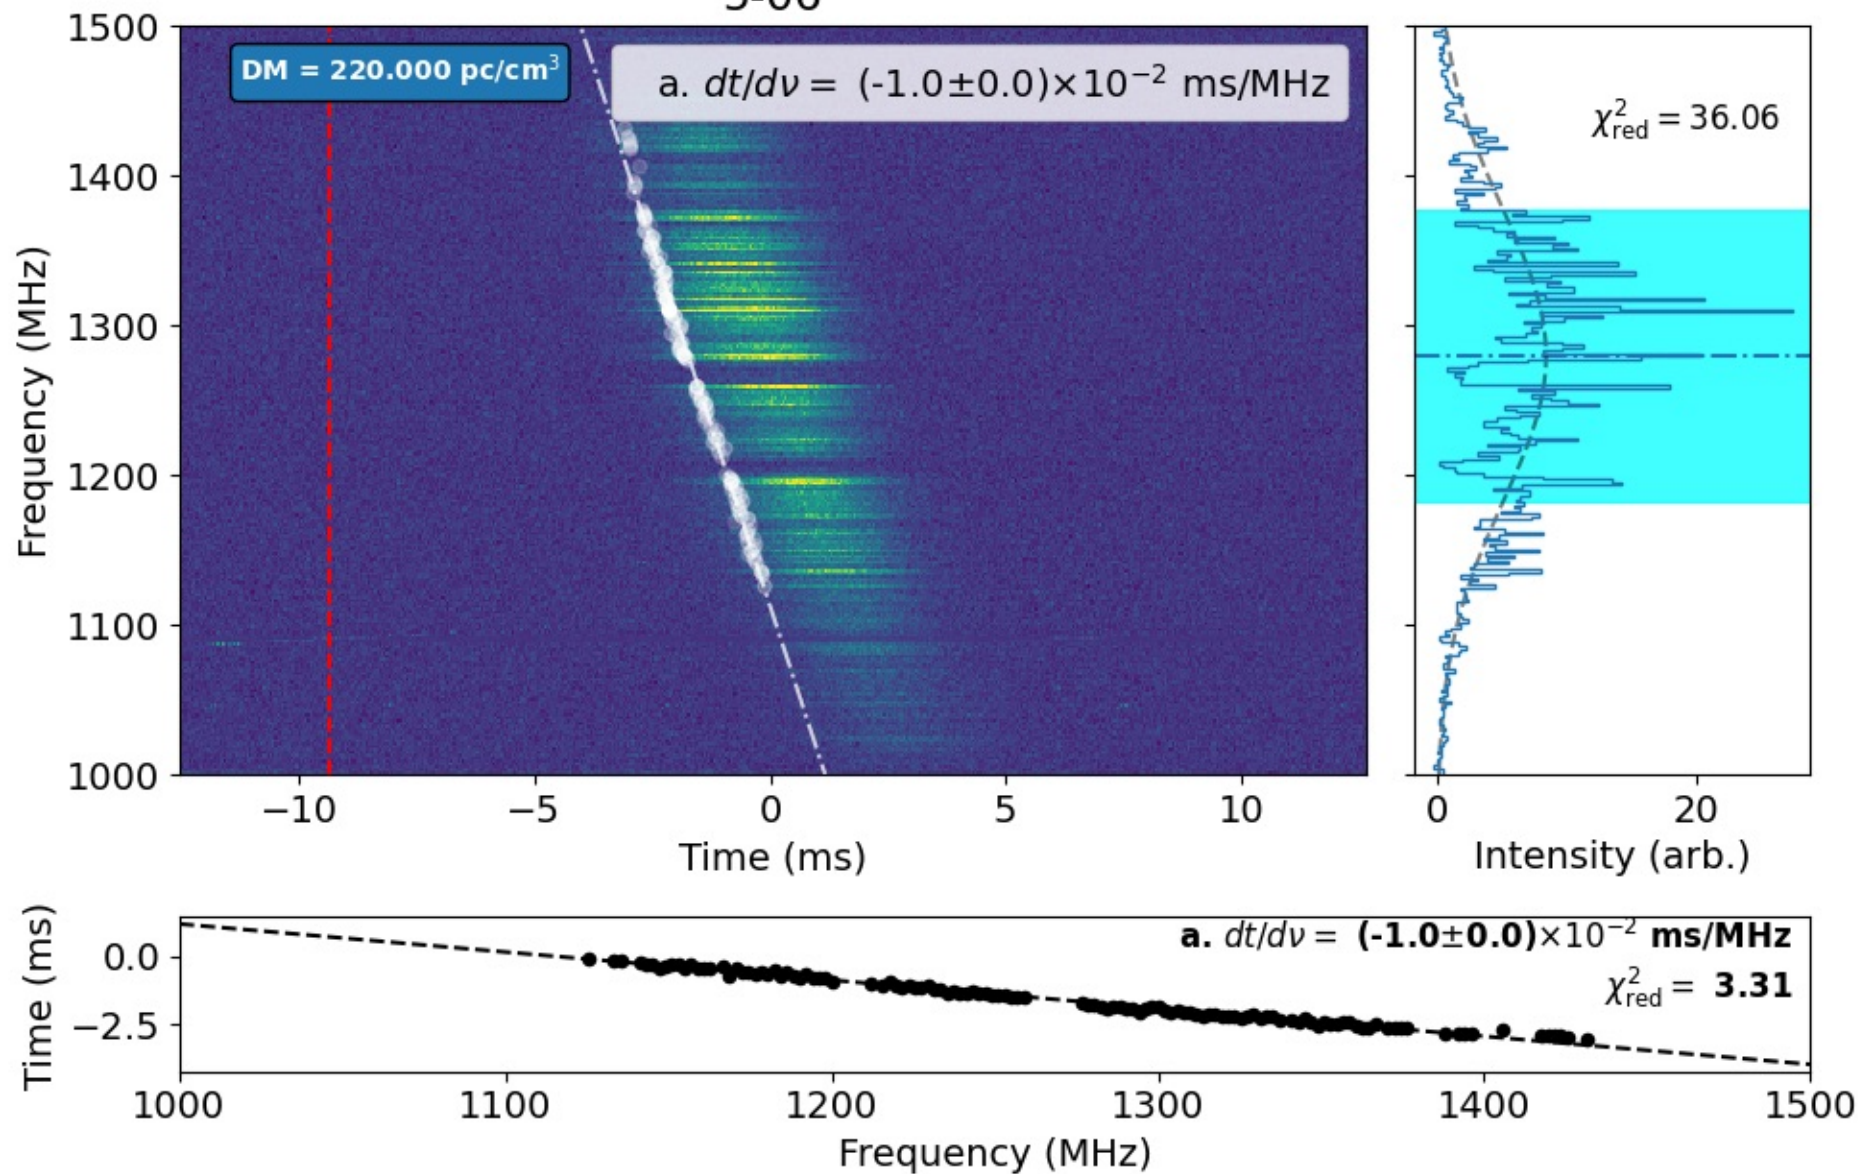 DM = 220.000 pc/cm³
a. dt/dν = (-1.0±0.0)×10⁻² ms/MHz
1500
1400
1300
1200
1100
1000
Frequency (MHz)
−10 −5 0 5 10
Time (ms)
χ²red = 36.06
0 20
Intensity (arb.)
a. dt/dν = (-1.0±0.0)×10⁻² ms/MHz
χ²red = 3.31
0.0
−2.5
Time (ms)
1000 1100 1200 1300 1400 1500
Frequency (MHz)